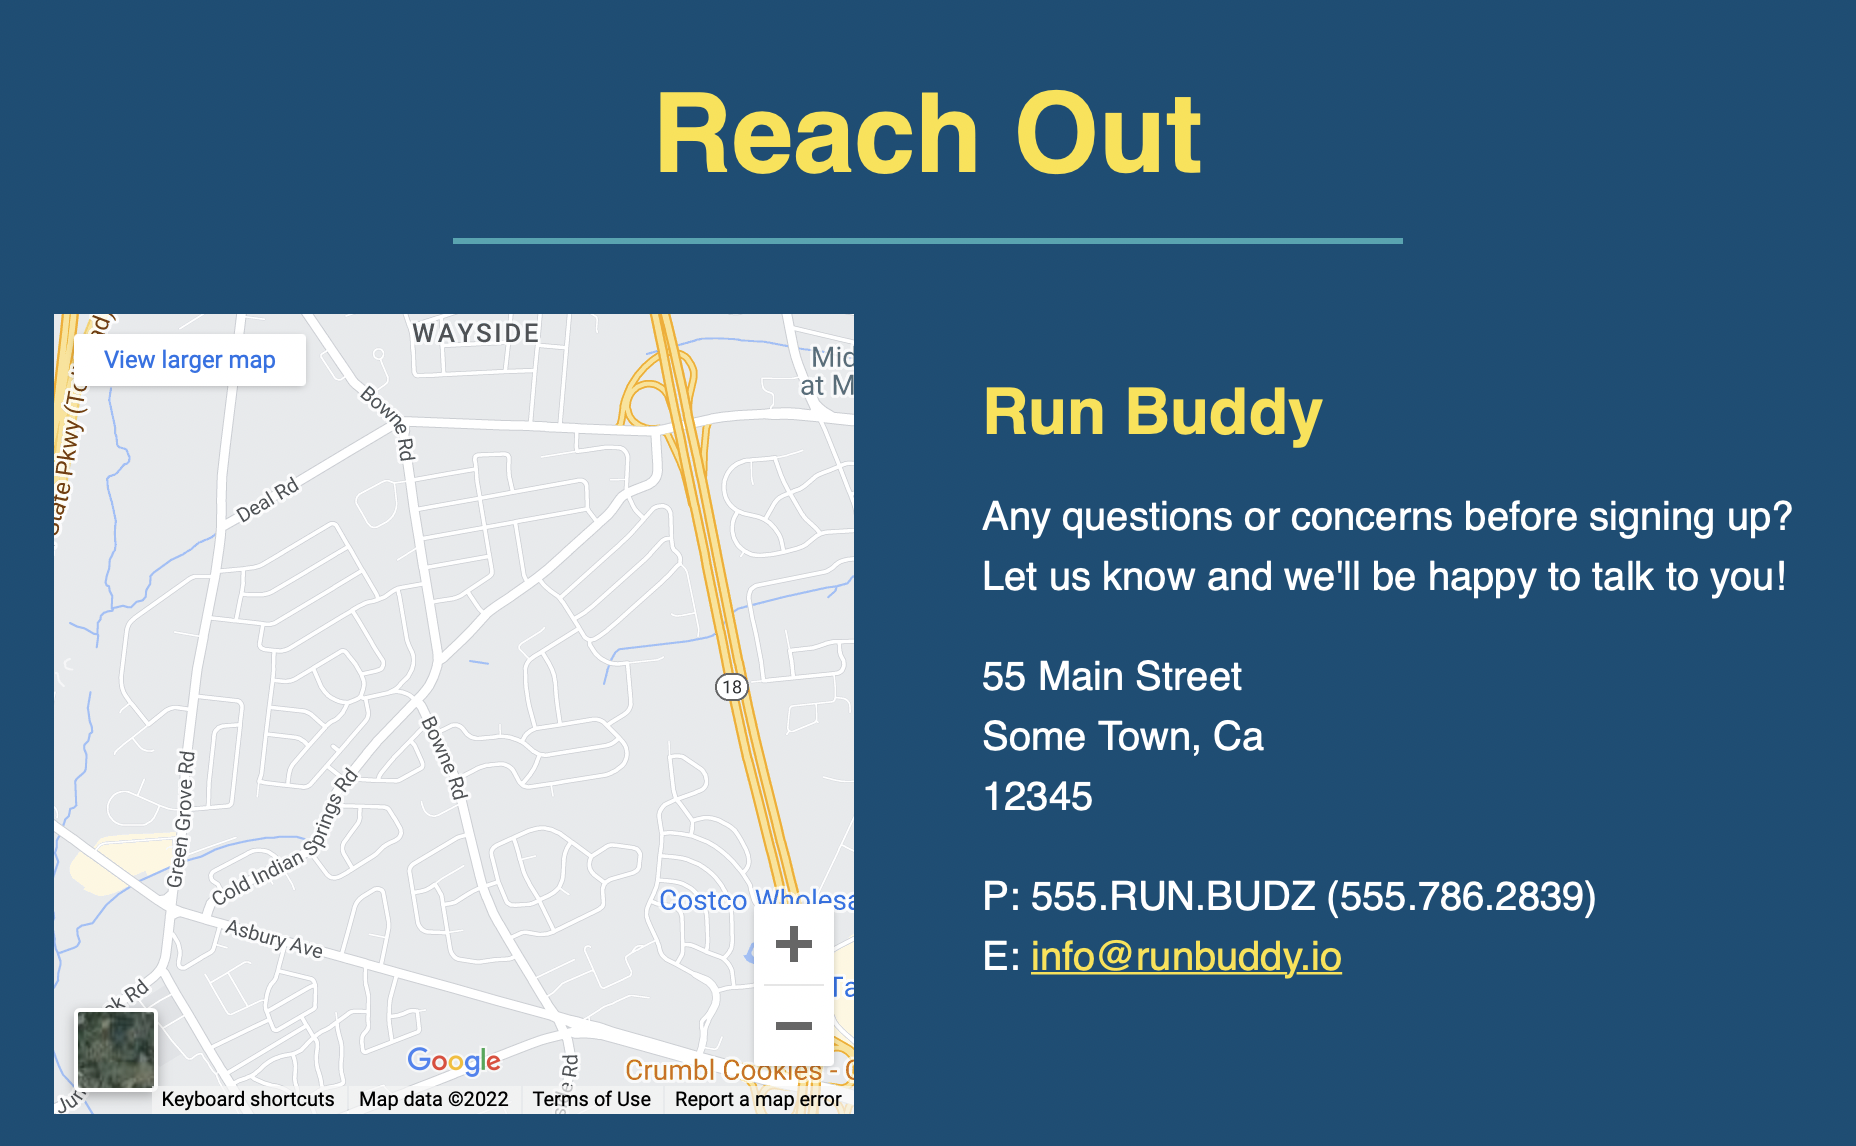 Reach Out
WAYSIDE
View larger map
Bowne Rd
Deal Rd
State Pkwy
18
Bowne Rd
Green Grove Rd
Cold Indian Springs Rd
Asbury Ave
Costco
Crumbl Cookies -
Google
Keyboard shortcuts
Map data ©2022
Terms of Use
Report a map error
Run Buddy
Any questions or concerns before signing up?
Let us know and we'll be happy to talk to you!
55 Main Street
Some Town, Ca
12345
P: 555.RUN.BUDZ (555.786.2839)
E: info@runbuddy.io